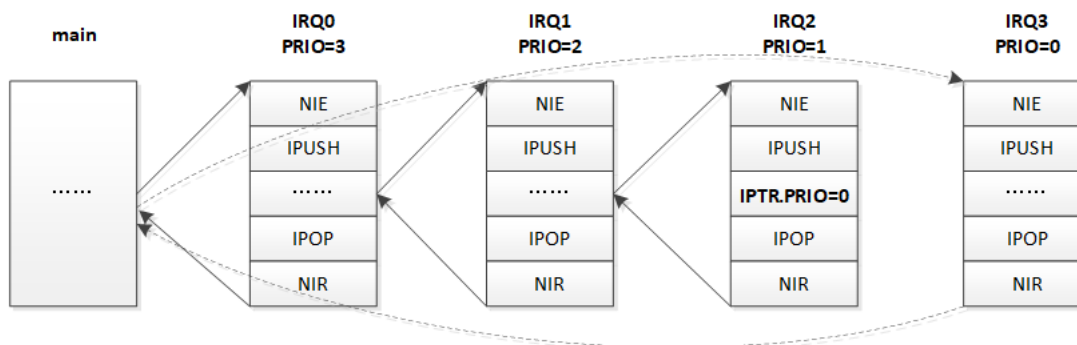 main
IRQ0
PRIO=3
IRQ1
PRIO=2
IRQ2
PRIO=1
IRQ3
PRIO=0
……
NIE
IPUSH
……
IPOP
NIR
NIE
IPUSH
……
IPOP
NIR
NIE
IPUSH
IPTR.PRIO=0
IPOP
NIR
NIE
IPUSH
……
IPOP
NIR